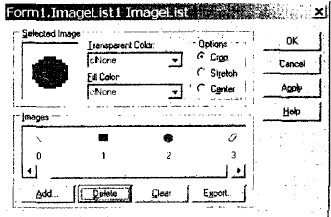 Form1.ImageList1 ImageList
Selected Image
Transparent Color:
clNone
Fill Color:
clNone
Options
Crop
Stretch
Center
OK
Cancel
Apply
Help
Images
0 1 2 3
Add... Delete Clear Export...